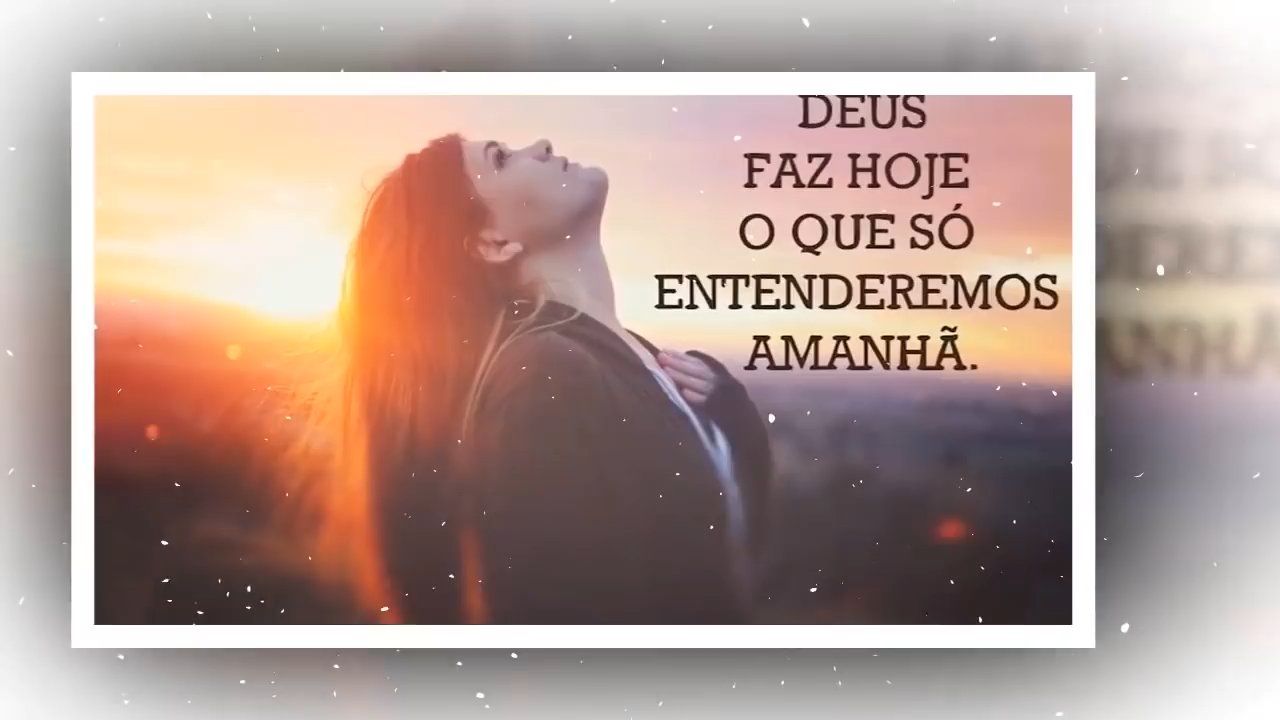 DEUS
FAZ HOJE
O QUE SÓ
ENTENDEREMOS
AMANHÃ.